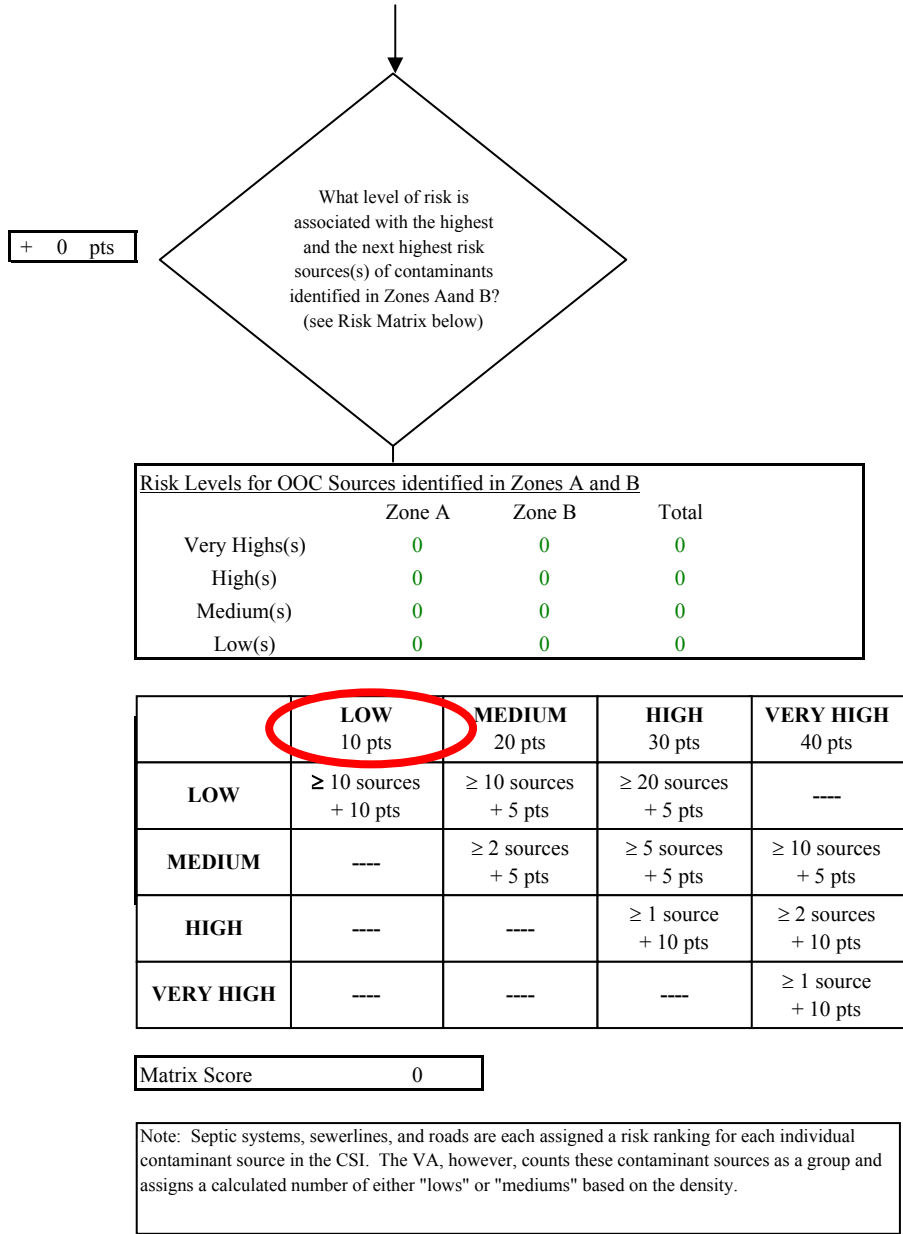 What level of risk is
associated with the highest
and the next highest risk
sources(s) of contaminants
identified in Zones Aand B?
(see Risk Matrix below)
+ 0 pts
Risk Levels for OOC Sources identified in Zones A and B
Zone A Zone B Total
Very Highs(s) 0 0 0
High(s) 0 0 0
Medium(s) 0 0 0
Low(s) 0 0 0
LOW MEDIUM HIGH VERY HIGH
10 pts 20 pts 30 pts 40 pts
LOW ≥ 10 sources + 10 pts ≥ 10 sources + 5 pts ≥ 20 sources + 5 pts ----
MEDIUM ---- ≥ 2 sources + 5 pts ≥ 5 sources + 5 pts ≥ 10 sources + 5 pts
HIGH ---- ---- ≥ 1 source + 10 pts ≥ 2 sources + 10 pts
VERY HIGH ---- ---- ---- ≥ 1 source + 10 pts
Matrix Score 0
Note: Septic systems, sewerlines, and roads are each assigned a risk ranking for each individual
contaminant source in the CSI. The VA, however, counts these contaminant sources as a group and
assigns a calculated number of either "lows" or "mediums" based on the density.